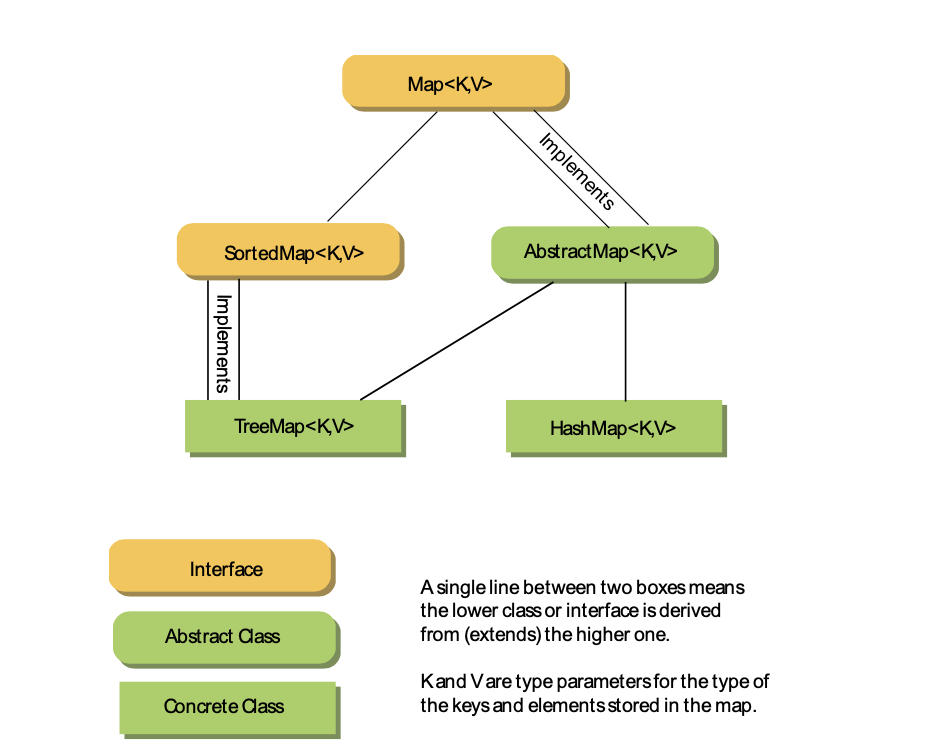 Map<K,V>
Implements
SortedMap<K,V>
AbstractMap<K,V>
Implements
TreeMap<K,V>
HashMap<K,V>
Interface
Abstract Class
Concrete Class
A single line between two boxes means
the lower class or interface is derived
from (extends) the higher one.
K and V are type parameters for the type of
the keys and elements stored in the map.